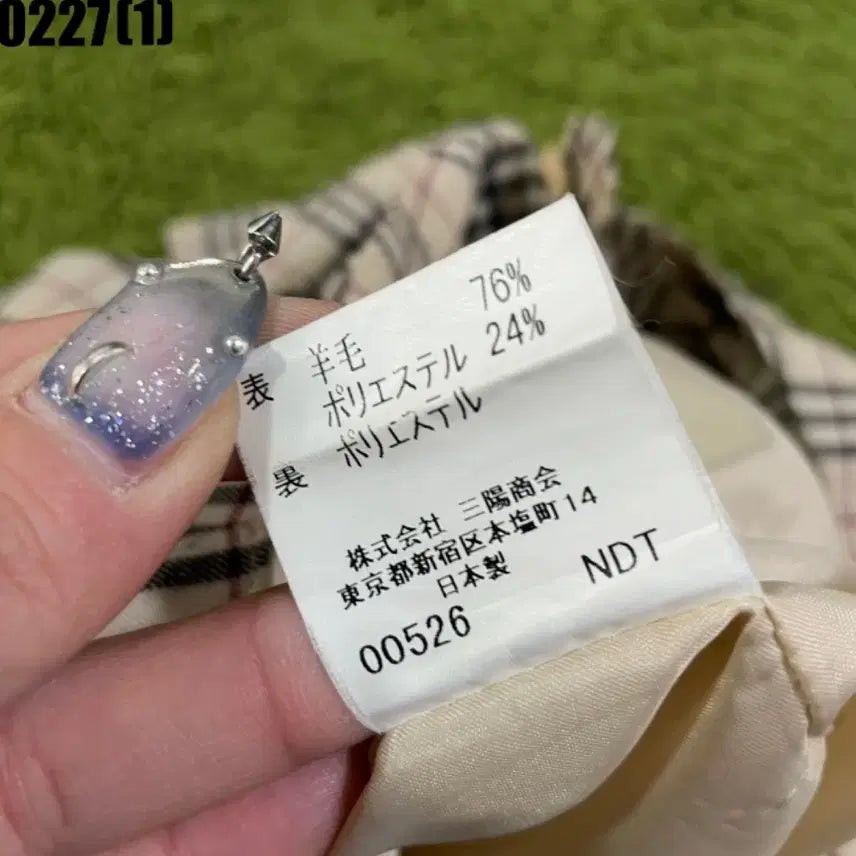 0227(1)
表 羊毛 76%
ポリエステル 24%
裏 ポリエステル
株式会社 三陽商会
東京都新宿区本塩町14
日本製
NDT
00526